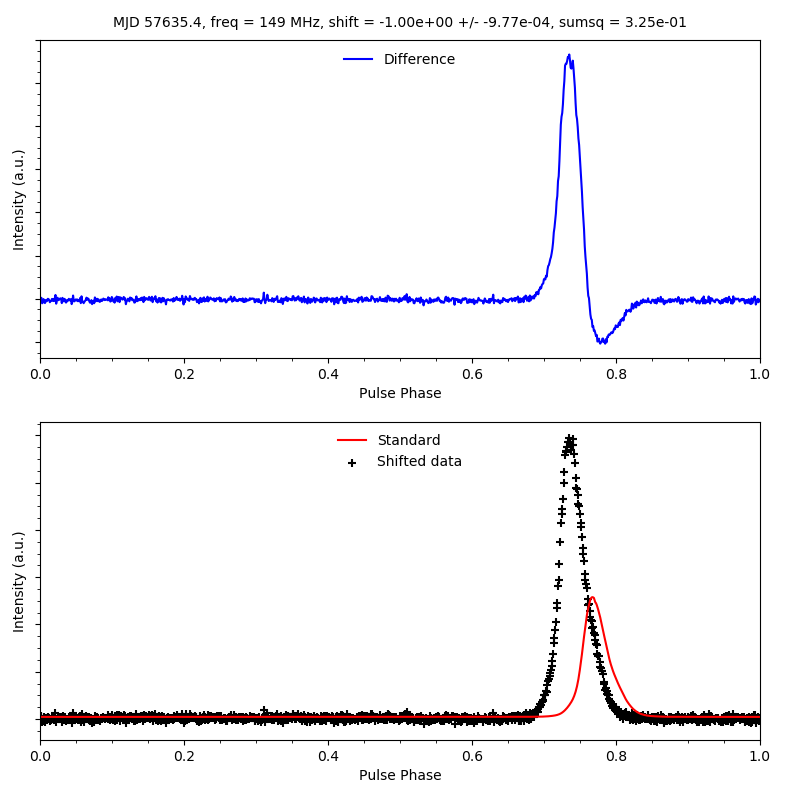 MJD 57635.4, freq = 149 MHz, shift = -1.00e+00 +/- -9.77e-04, sumsq = 3.25e-01
Difference
Intensity (a.u.)
0.0 0.2 0.4 0.6 0.8 1.0
Pulse Phase
Standard
Shifted data
Intensity (a.u.)
0.0 0.2 0.4 0.6 0.8 1.0
Pulse Phase